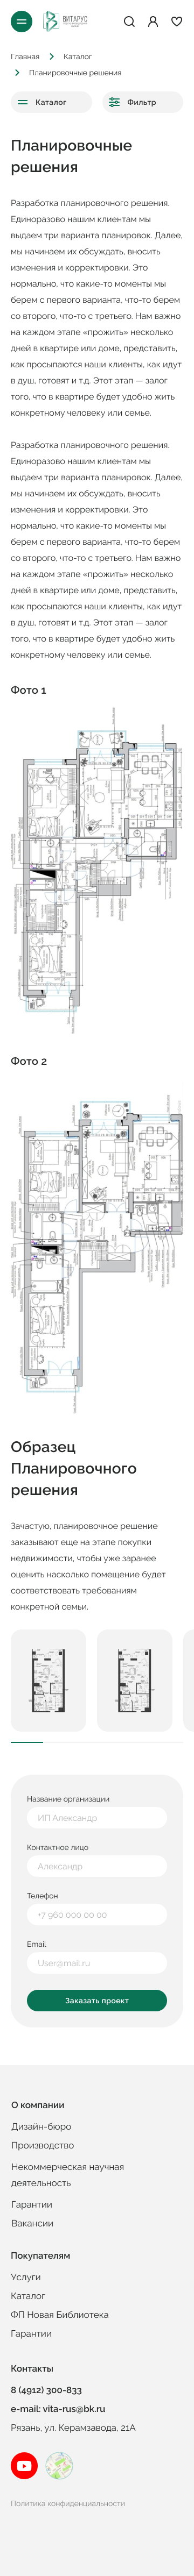 ВИТАРУС
Главная
Каталог
Планировочные решения
Каталог
Фильтр
Планировочные
решения
Разработка планировочного решения.
Единоразово нашим клиентам мы
выдаем три варианта планировок. Далее,
мы начинаем их обсуждать, вносить
изменения и корректировки. Это
нормально, что какие-то моменты мы
берем с первого варианта, что-то берем
со второго, что-то с третьего. Нам важно
на каждом этапе «прожить» несколько
дней в квартире или доме, представить,
как просыпаются наши клиенты, как идут
в душ, готовят и т.д. Этот этап — залог
того, что в квартире будет удобно жить
конкретному человеку или семье.
Разработка планировочного решения.
Единоразово нашим клиентам мы
выдаем три варианта планировок. Далее,
мы начинаем их обсуждать, вносить
изменения и корректировки. Это
нормально, что какие-то моменты мы
берем с первого варианта, что-то берем
со второго, что-то с третьего. Нам важно
на каждом этапе «прожить» несколько
дней в квартире или доме, представить,
как просыпаются наши клиенты, как идут
в душ, готовят и т.д. Этот этап — залог
того, что в квартире будет удобно жить
конкретному человеку или семье.
Фото 1
Фото 2
Образец
Планировочного
решения
Зачастую, планировочное решение
заказывают еще на этапе покупки
недвижимости, чтобы уже заранее
оценить насколько помещение будет
соответствовать требованиям
конкретной семьи.
Название организации
ИП Александр
Контактное лицо
Александр
Телефон
+7 960 000 00 00
Email
User@mail.ru
Заказать проект
О компании
Дизайн-бюро
Производство
Некоммерческая научная
деятельность
Гарантии
Вакансии
Покупателям
Услуги
Каталог
ФП Новая Библиотека
Гарантии
Контакты
8 (4912) 300-833
e-mail: vita-rus@bk.ru
Рязань, ул. Керамзавода, 21А
Политика конфиденциальности